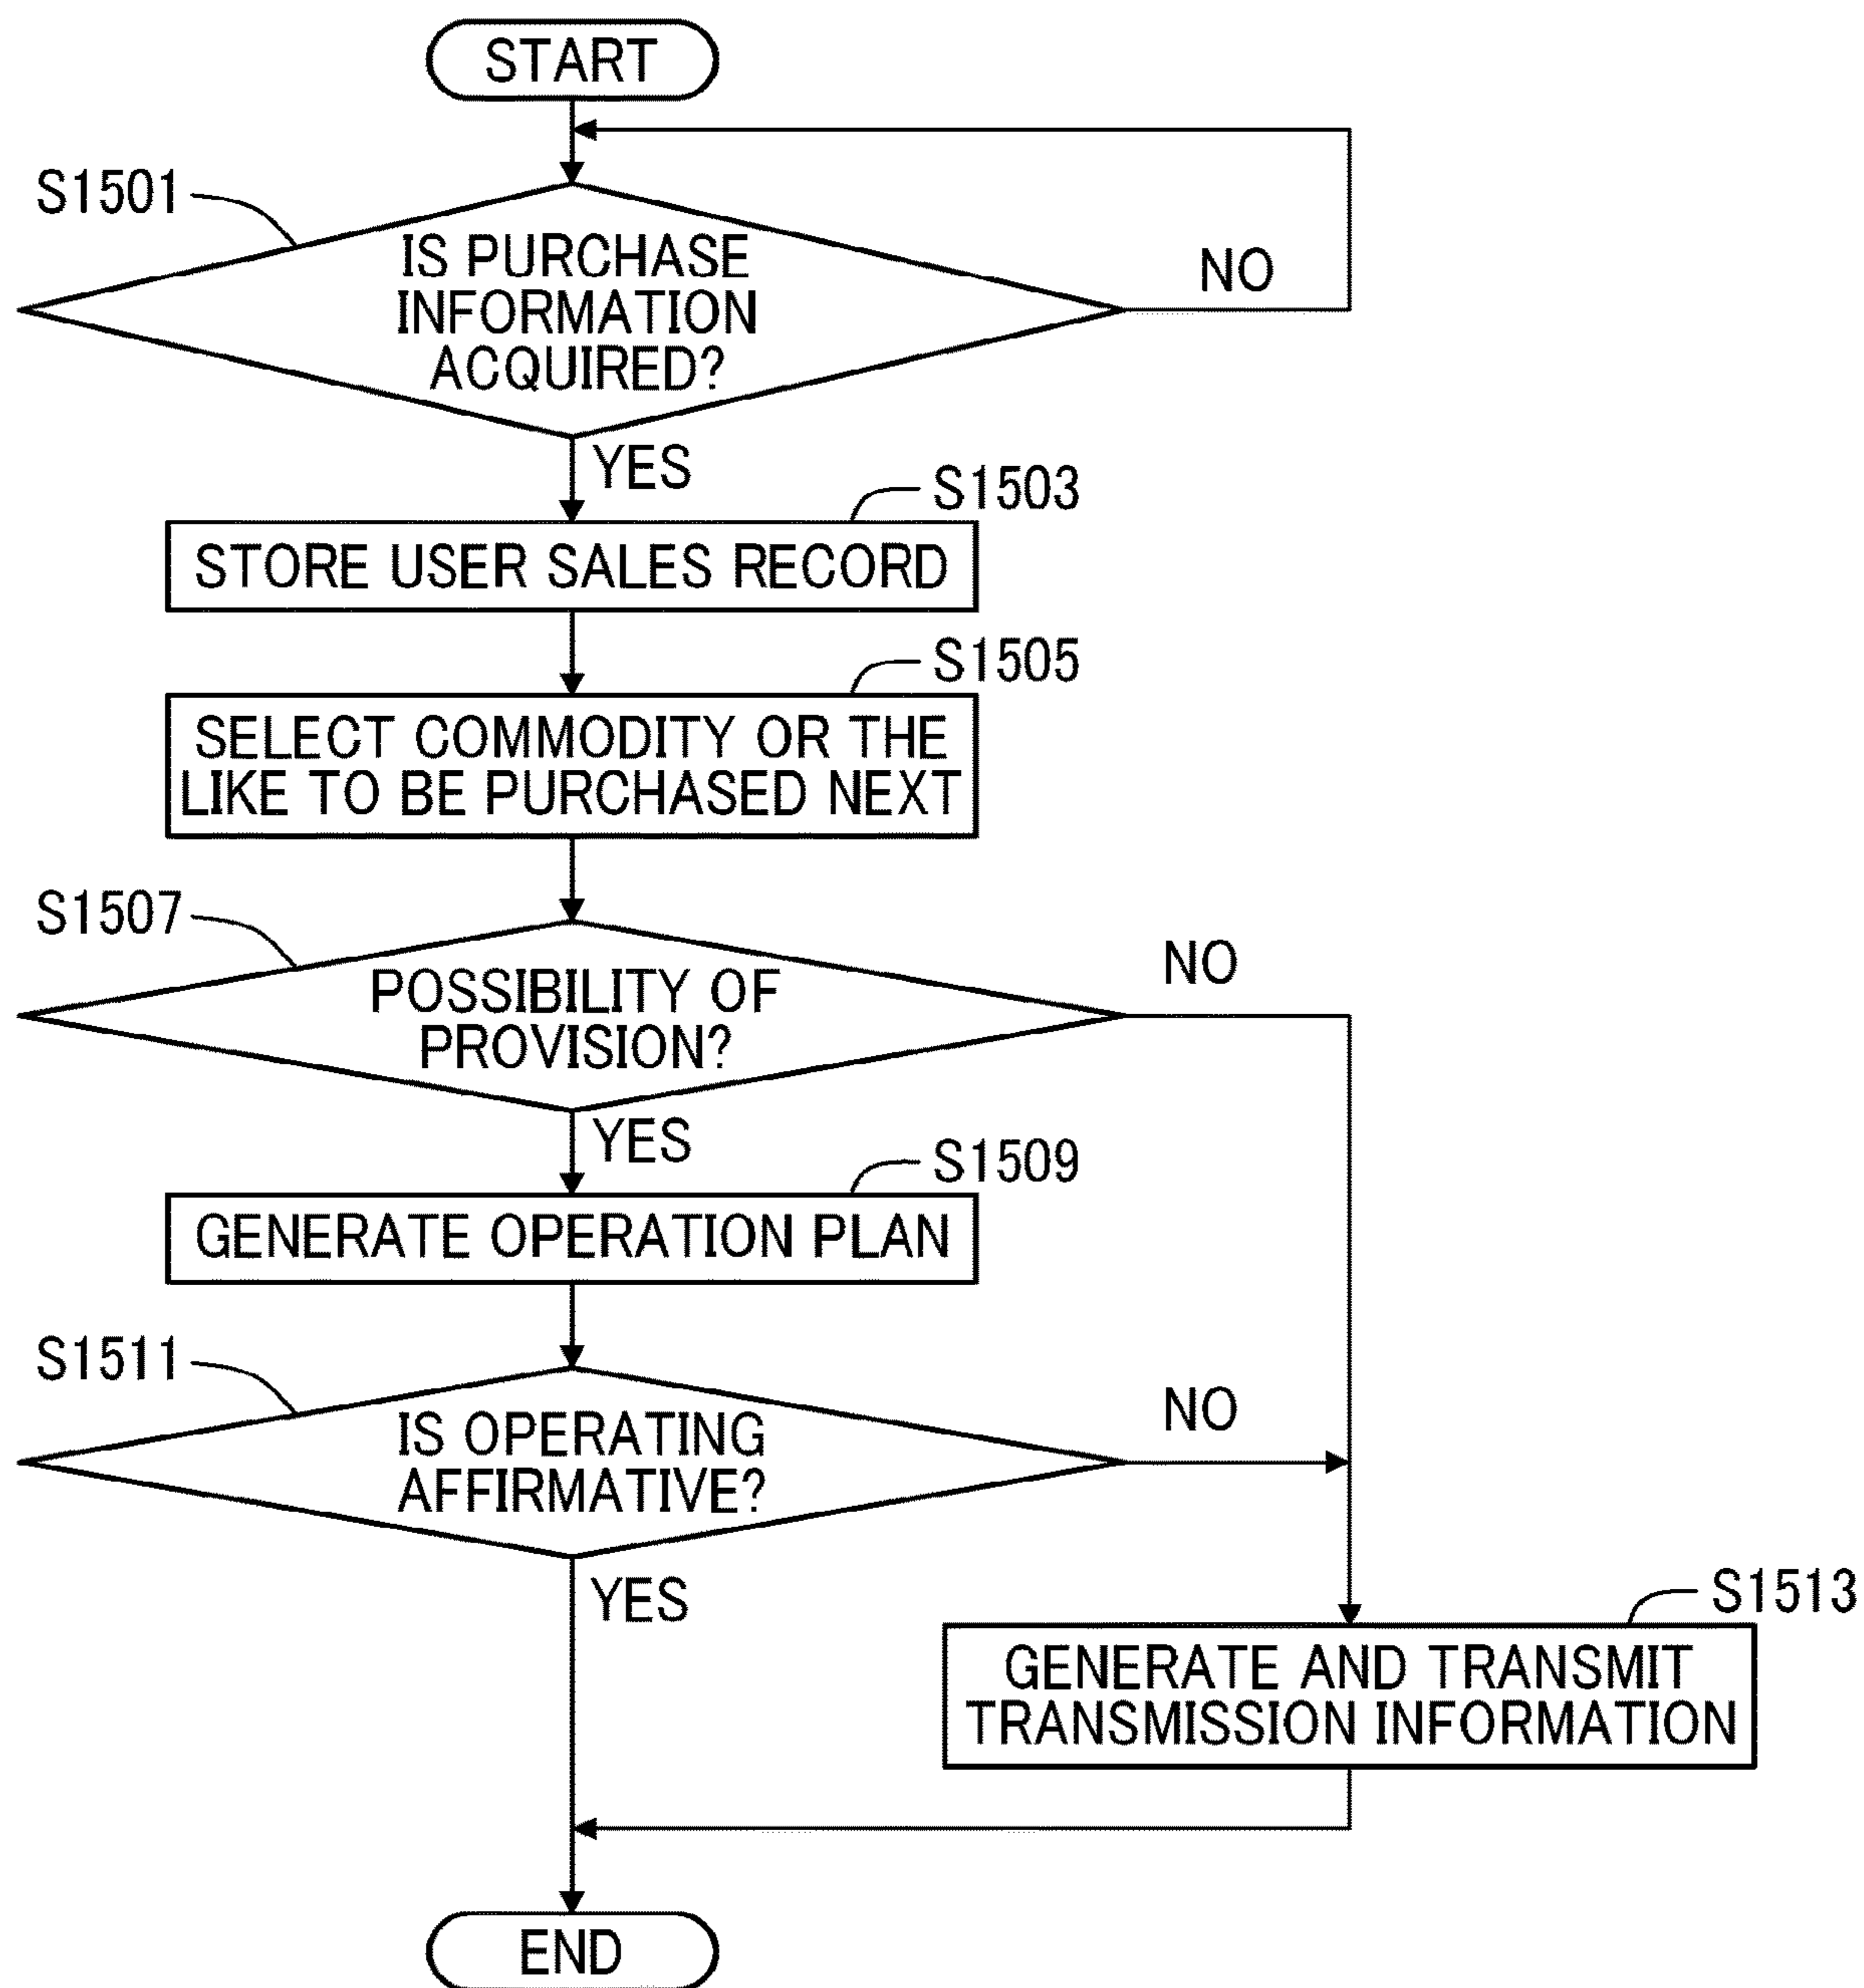 START
S1501
IS PURCHASE
INFORMATION
ACQUIRED?
NO
YES
S1503
STORE USER SALES RECORD
S1505
SELECT COMMODITY OR THE
LIKE TO BE PURCHASED NEXT
S1507
POSSIBILITY OF
PROVISION?
NO
YES
S1509
GENERATE OPERATION PLAN
S1511
IS OPERATING
AFFIRMATIVE?
NO
YES
S1513
GENERATE AND TRANSMIT
TRANSMISSION INFORMATION
END